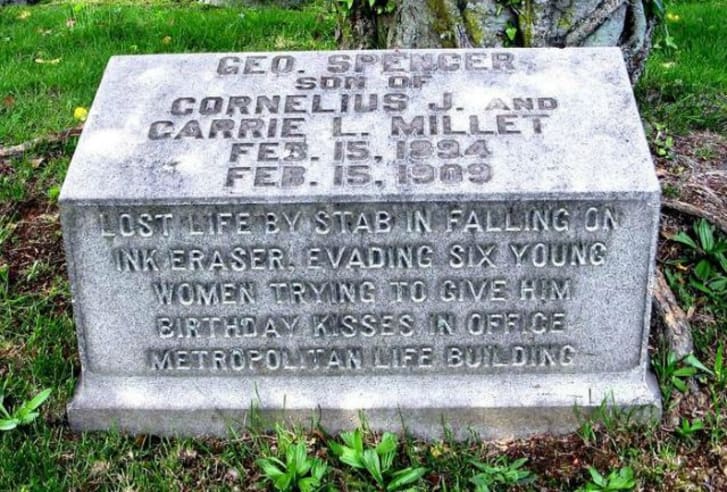 GEO. SPENCER
SON OF
CORNELIUS J. AND
CARRIE L. MILLET
FEB. 15, 1894
FEB. 15, 1909
LOST LIFE BY STAB IN FALLING ON
INK ERASER, EVADING SIX YOUNG
WOMEN TRYING TO GIVE HIM
BIRTHDAY KISSES IN OFFICE
METROPOLITAN LIFE BUILDING